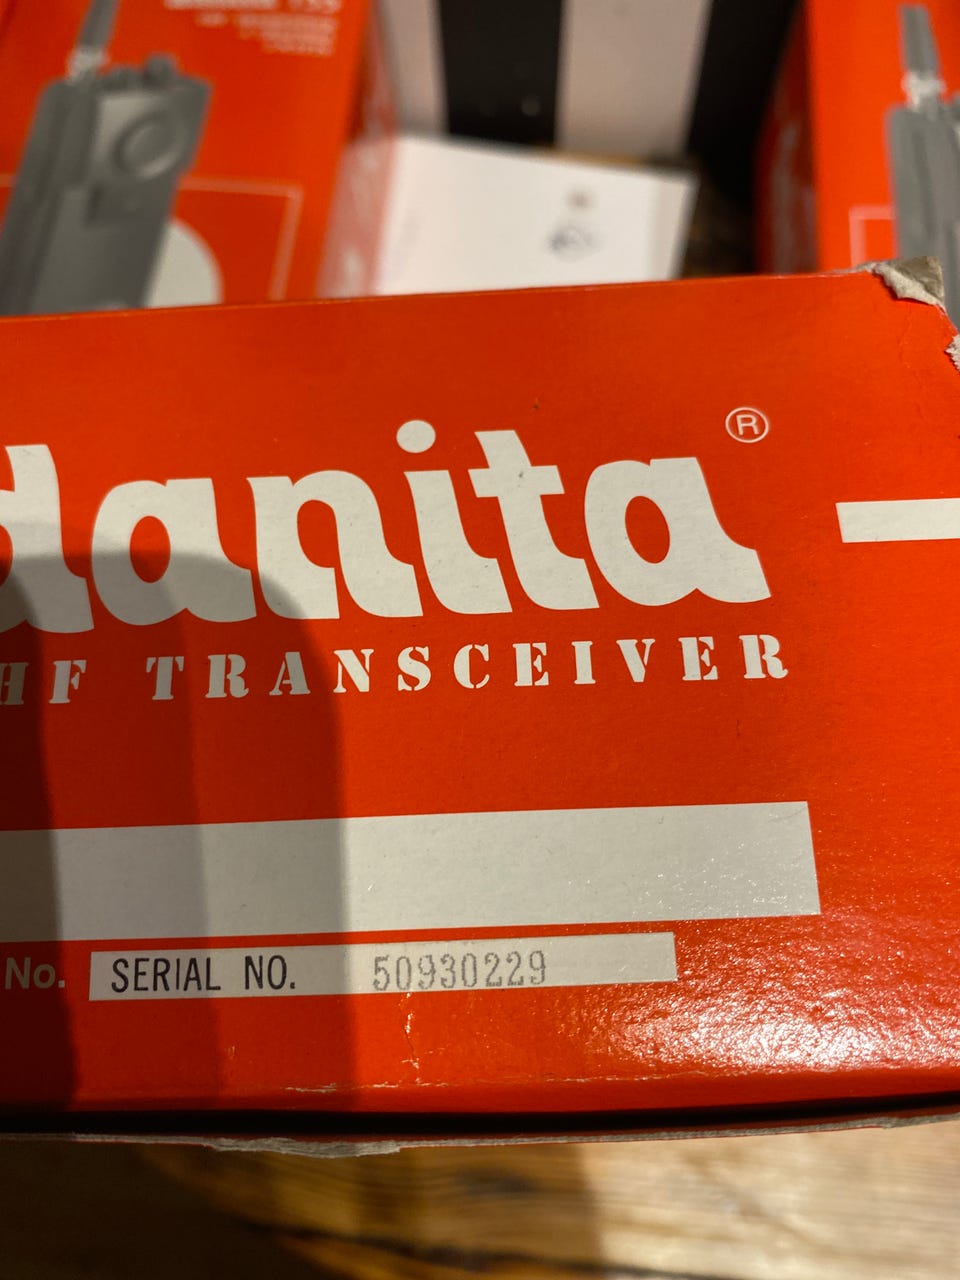 danita ®
HF TRANSCEIVER
No. SERIAL NO. 50930229